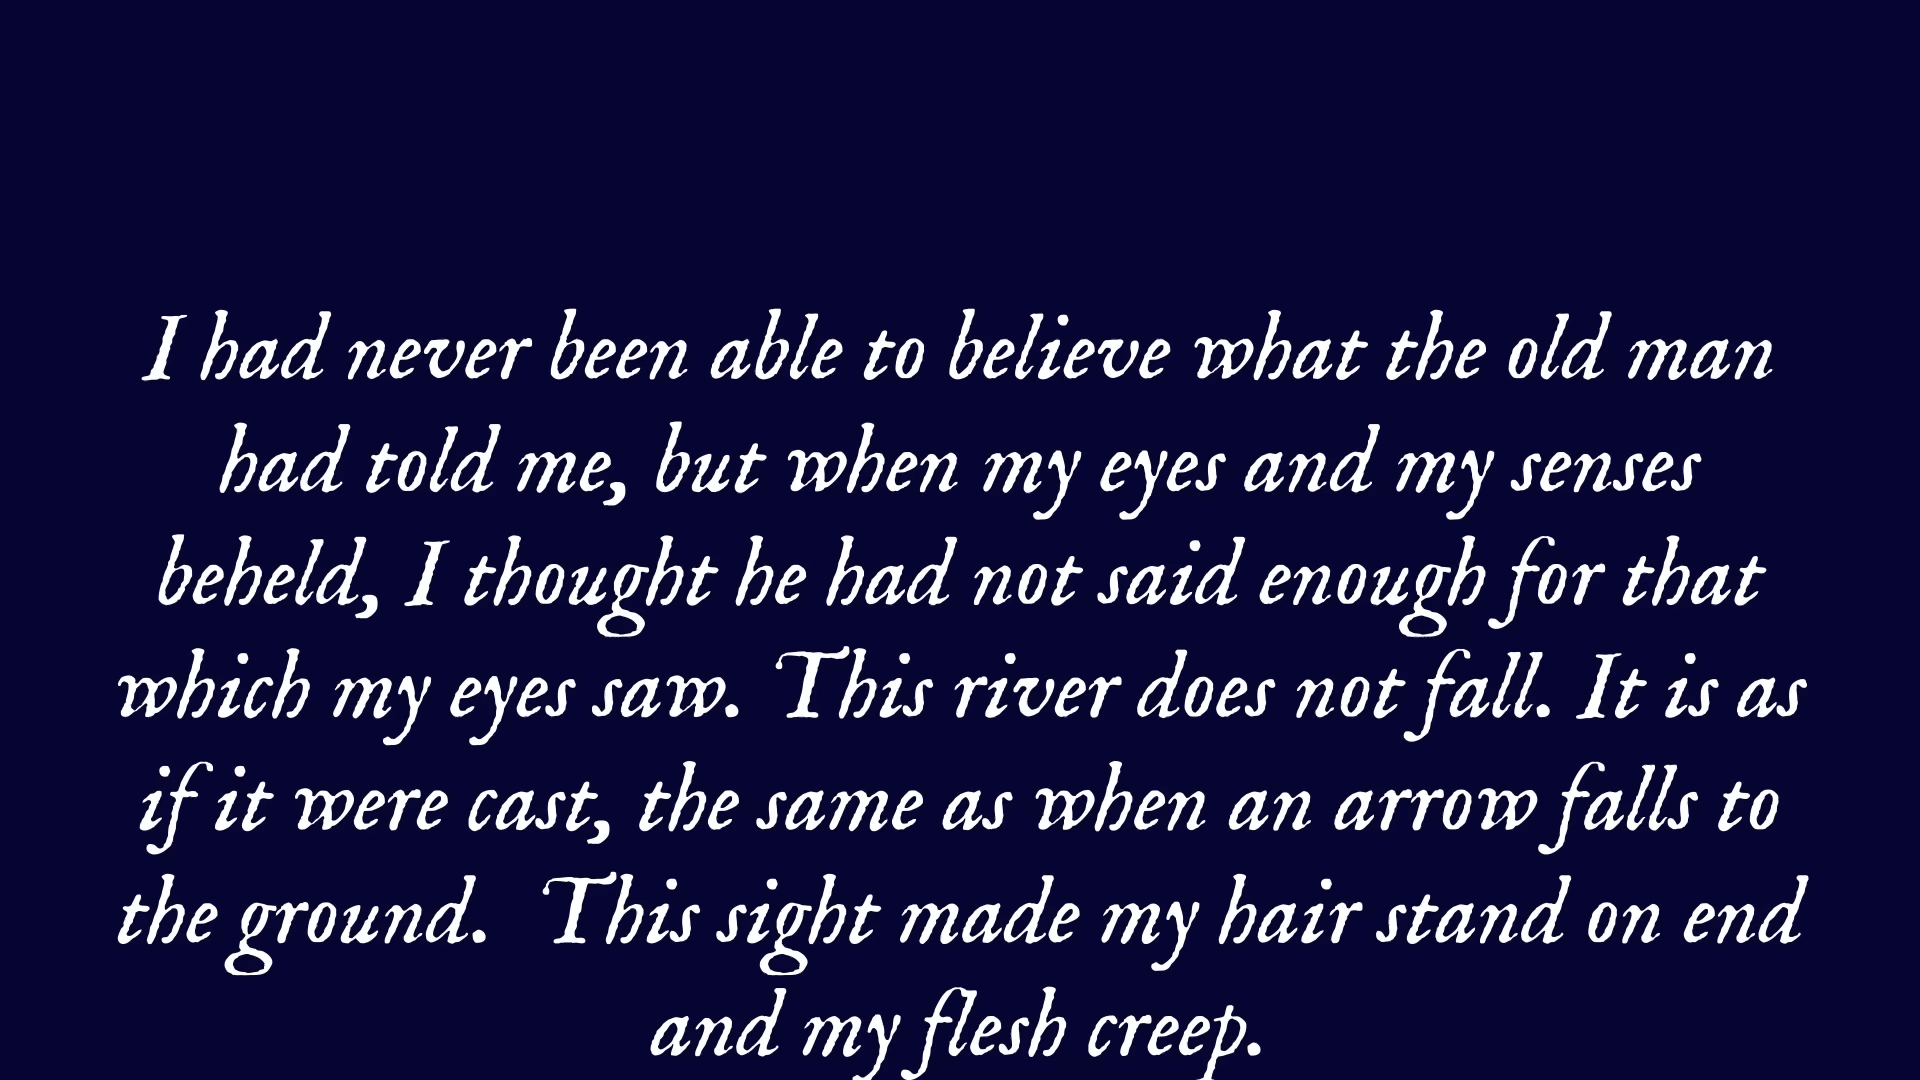 I had never been able to believe what the old man
had told me, but when my eyes and my senses
beheld, I thought he had not said enough for that
which my eyes saw. This river does not fall. It is as
if it were cast, the same as when an arrow falls to
the ground.  This sight made my hair stand on end
and my flesh creep.